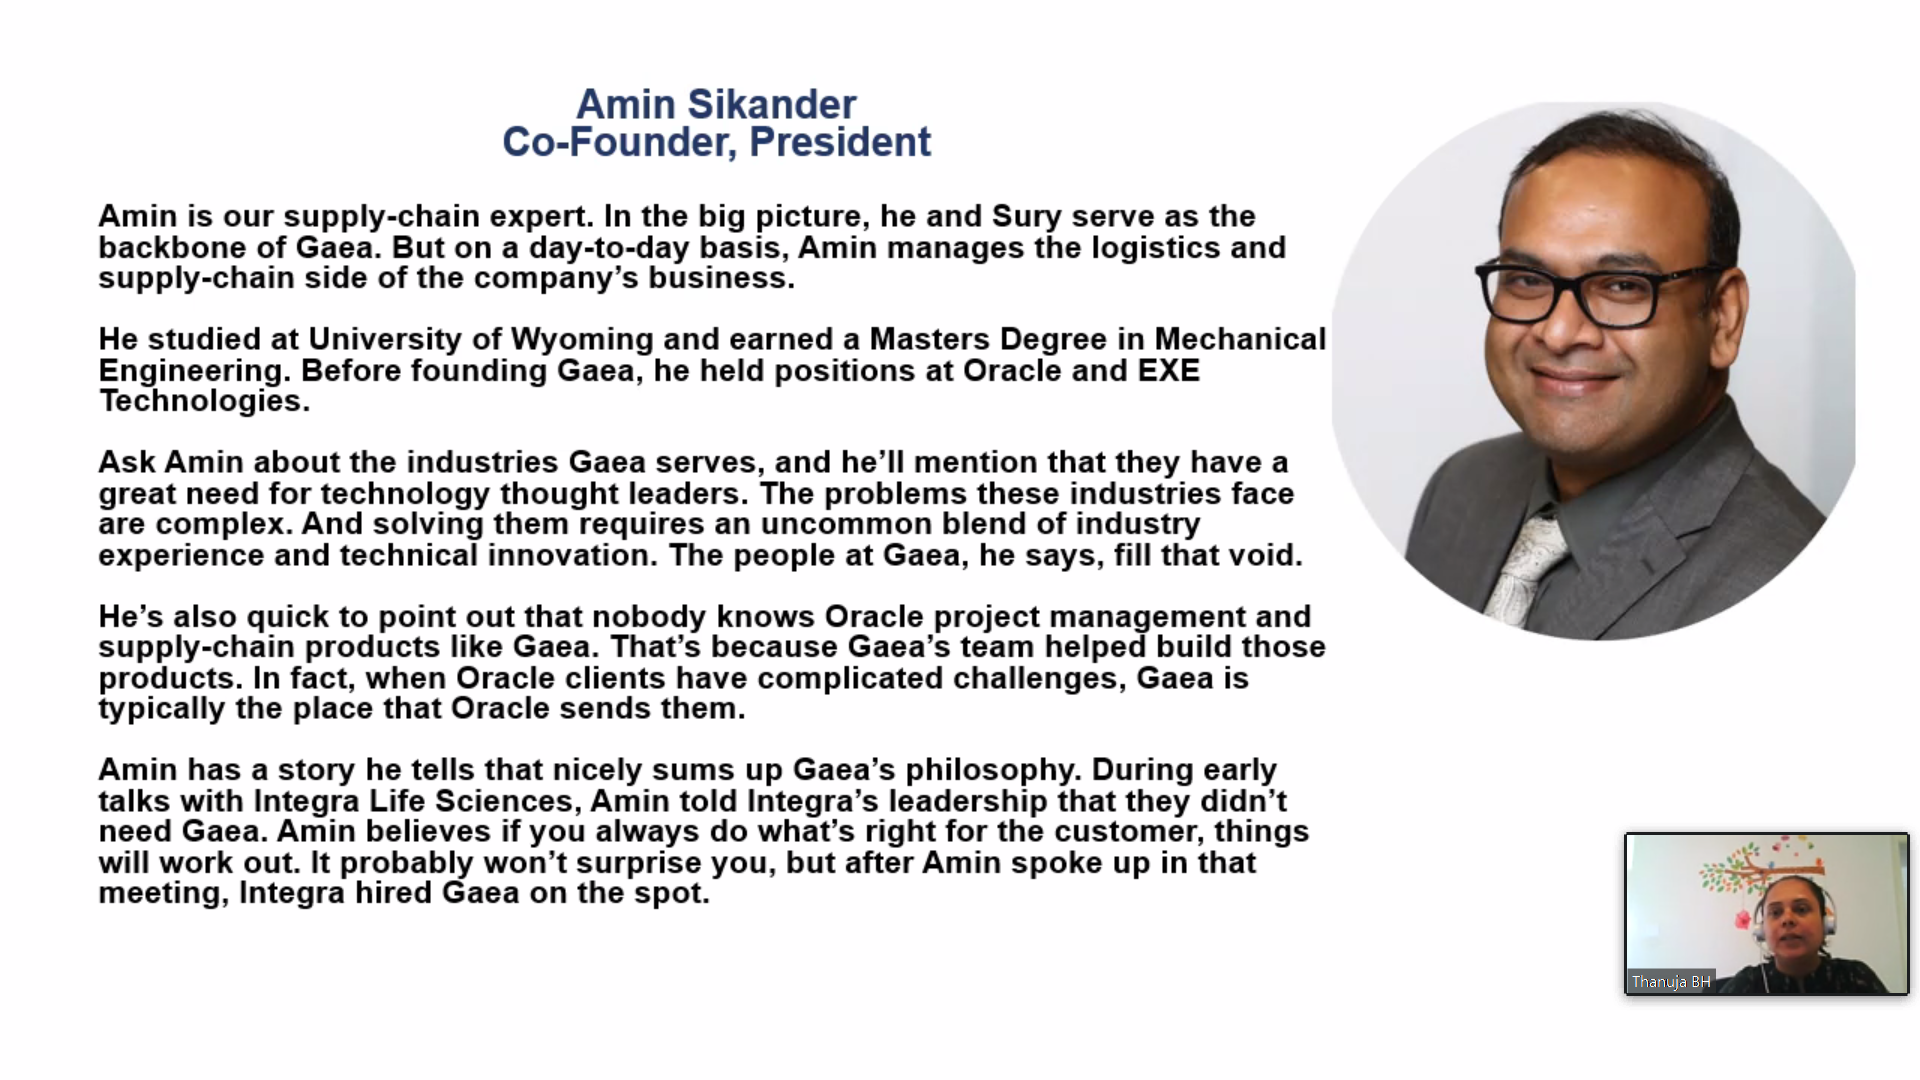 Amin Sikander
Co-Founder, President
Amin is our supply-chain expert. In the big picture, he and Sury serve as the
backbone of Gaea. But on a day-to-day basis, Amin manages the logistics and
supply-chain side of the company’s business.
He studied at University of Wyoming and earned a Masters Degree in Mechanical
Engineering. Before founding Gaea, he held positions at Oracle and EXE
Technologies.
Ask Amin about the industries Gaea serves, and he’ll mention that they have a
great need for technology thought leaders. The problems these industries face
are complex. And solving them requires an uncommon blend of industry
experience and technical innovation. The people at Gaea, he says, fill that void.
He’s also quick to point out that nobody knows Oracle project management and
supply-chain products like Gaea. That’s because Gaea’s team helped build those
products. In fact, when Oracle clients have complicated challenges, Gaea is
typically the place that Oracle sends them.
Amin has a story he tells that nicely sums up Gaea’s philosophy. During early
talks with Integra Life Sciences, Amin told Integra’s leadership that they didn’t
need Gaea. Amin believes if you always do what’s right for the customer, things
will work out. It probably won’t surprise you, but after Amin spoke up in that
meeting, Integra hired Gaea on the spot.
Thanuja BH